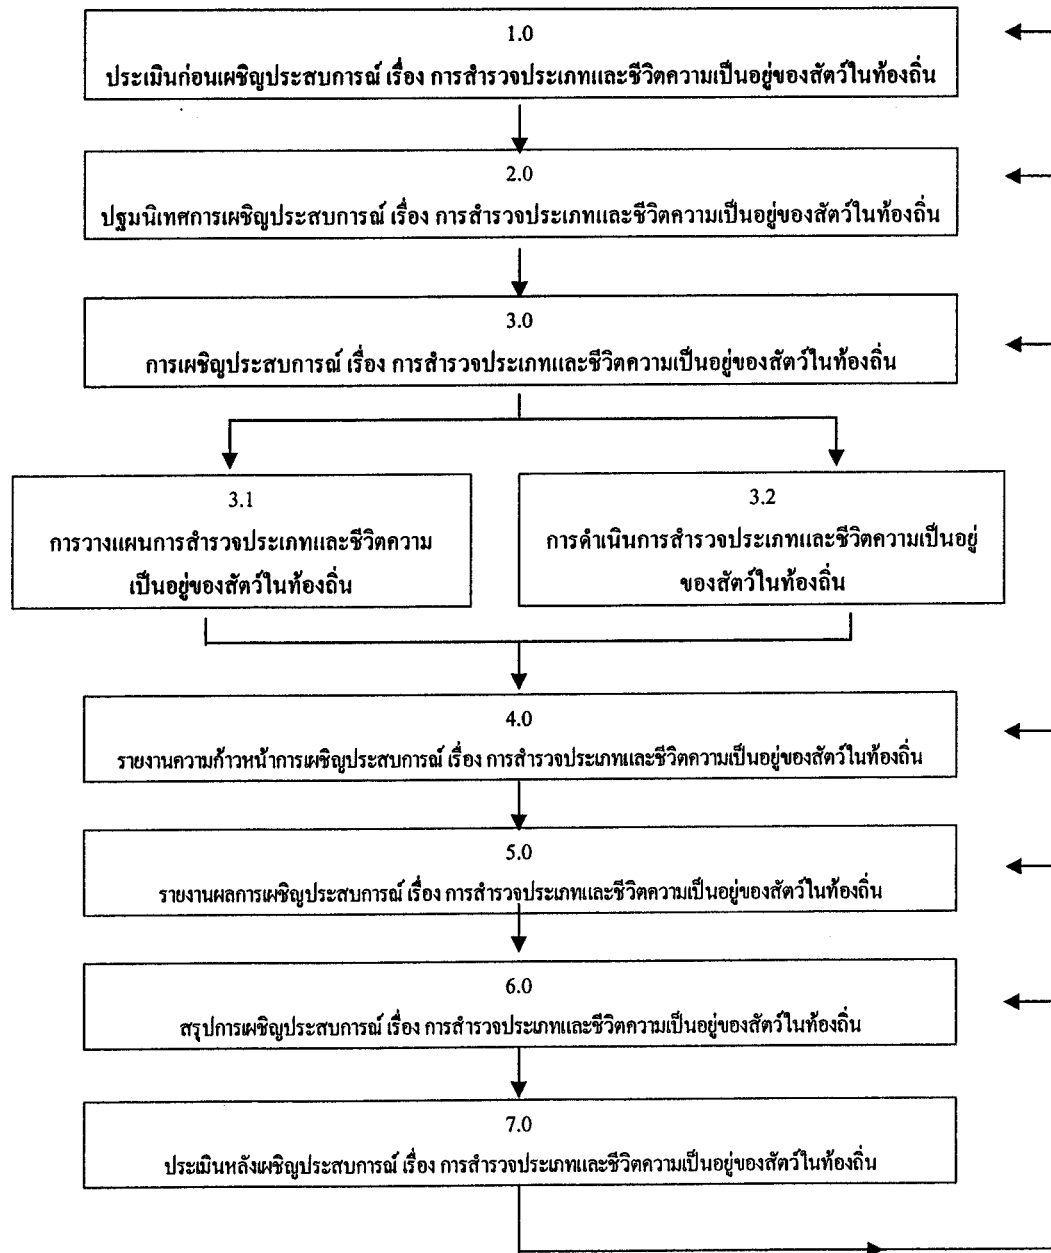 1.0
ประเมินก่อนเผชิญประสบการณ์ เรื่อง การสำรวจประเภทและชีวิตความเป็นอยู่ของสัตว์ในท้องถิ่น
2.0
ปฐมนิเทศการเผชิญประสบการณ์ เรื่อง การสำรวจประเภทและชีวิตความเป็นอยู่ของสัตว์ในท้องถิ่น
3.0
การเผชิญประสบการณ์ เรื่อง การสำรวจประเภทและชีวิตความเป็นอยู่ของสัตว์ในท้องถิ่น
3.1
การวางแผนการสำรวจประเภทและชีวิตความ
เป็นอยู่ของสัตว์ในท้องถิ่น
3.2
การดำเนินการสำรวจประเภทและชีวิตความเป็นอยู่
ของสัตว์ในท้องถิ่น
4.0
รายงานความก้าวหน้าการเผชิญประสบการณ์ เรื่อง การสำรวจประเภทและชีวิตความเป็นอยู่ของสัตว์ในท้องถิ่น
5.0
รายงานผลการเผชิญประสบการณ์ เรื่อง การสำรวจประเภทและชีวิตความเป็นอยู่ของสัตว์ในท้องถิ่น
6.0
สรุปการเผชิญประสบการณ์ เรื่อง การสำรวจประเภทและชีวิตความเป็นอยู่ของสัตว์ในท้องถิ่น
7.0
ประเมินหลังเผชิญประสบการณ์ เรื่อง การสำรวจประเภทและชีวิตความเป็นอยู่ของสัตว์ในท้องถิ่น